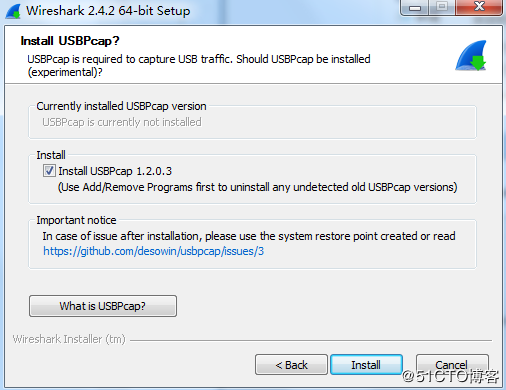 Wireshark 2.4.2 64-bit Setup
Install USBPcap?
USBPcap is required to capture USB traffic. Should USBPcap be installed
(experimental)?
Currently installed USBPcap version
USBPcap is currently not installed
Install
Install USBPcap 1.2.0.3
(Use Add/Remove Programs first to uninstall any undetected old USBPcap versions)
Important notice
In case of issue after installation, please use the system restore point created or read
https://github.com/desowin/usbpcap/issues/3
What is USBPcap?
Wireshark Installer (tm)
< Back Install Cancel
@51CTO博客